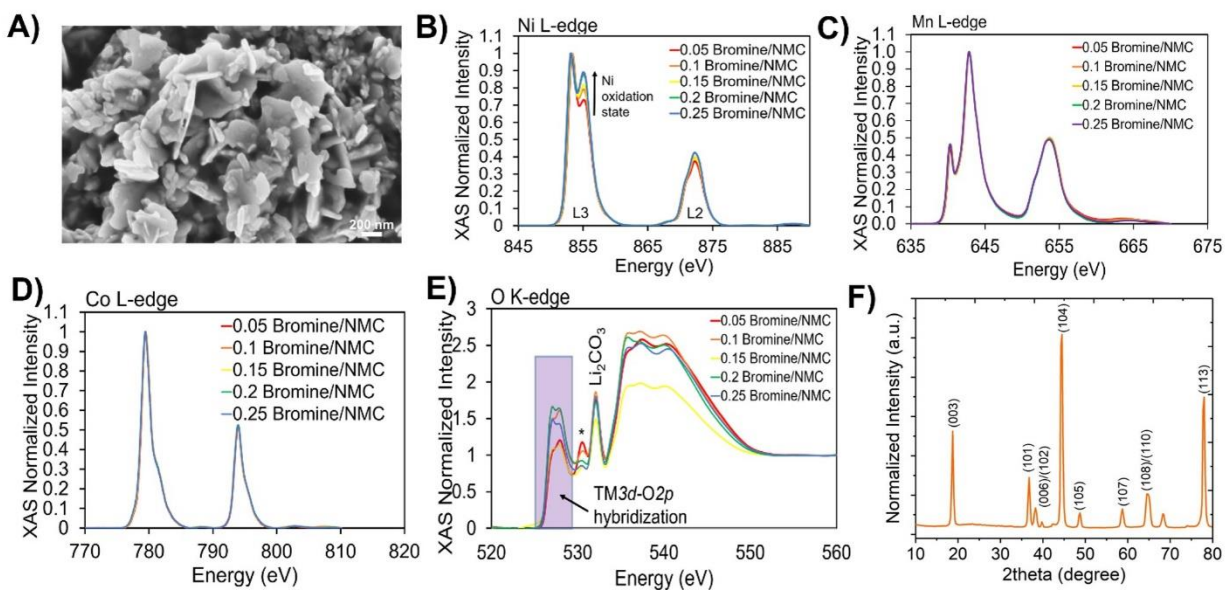 A)
200 nm
B)
Ni L-edge
XAS Normalized Intensity
1.1
1
0.9
0.8
0.7
0.6
0.5
0.4
0.3
0.2
0.1
0
Ni
oxidation
state
0.05 Bromine/NMC
0.1 Bromine/NMC
0.15 Bromine/NMC
0.2 Bromine/NMC
0.25 Bromine/NMC
L3
L2
845 855 865 875 885
Energy (eV)
C)
Mn L-edge
XAS Normalized Intensity
1.1
1
0.9
0.8
0.7
0.6
0.5
0.4
0.3
0.2
0.1
0
0.05 Bromine/NMC
0.1 Bromine/NMC
0.15 Bromine/NMC
0.2 Bromine/NMC
0.25 Bromine/NMC
635 645 655 665 675
Energy (eV)
D)
Co L-edge
XAS Normalized Intensity
1.1
1
0.9
0.8
0.7
0.6
0.5
0.4
0.3
0.2
0.1
0
0.05 Bromine/NMC
0.1 Bromine/NMC
0.15 Bromine/NMC
0.2 Bromine/NMC
0.25 Bromine/NMC
770 780 790 800 810 820
Energy (eV)
E)
O K-edge
XAS Normalized Intensity
3
2.5
2
1.5
1
0.5
0
Li₂CO₃
*
0.05 Bromine/NMC
0.1 Bromine/NMC
0.15 Bromine/NMC
0.2 Bromine/NMC
0.25 Bromine/NMC
TM3d-O2p
hybridization
520 530 540 550 560
Energy (eV)
F)
Normalized Intensity (a.u.)
(003)
(101)
(006)/(102)
(104)
(105)
(107)
(108)/(110)
(113)
10 20 30 40 50 60 70 80
2theta (degree)